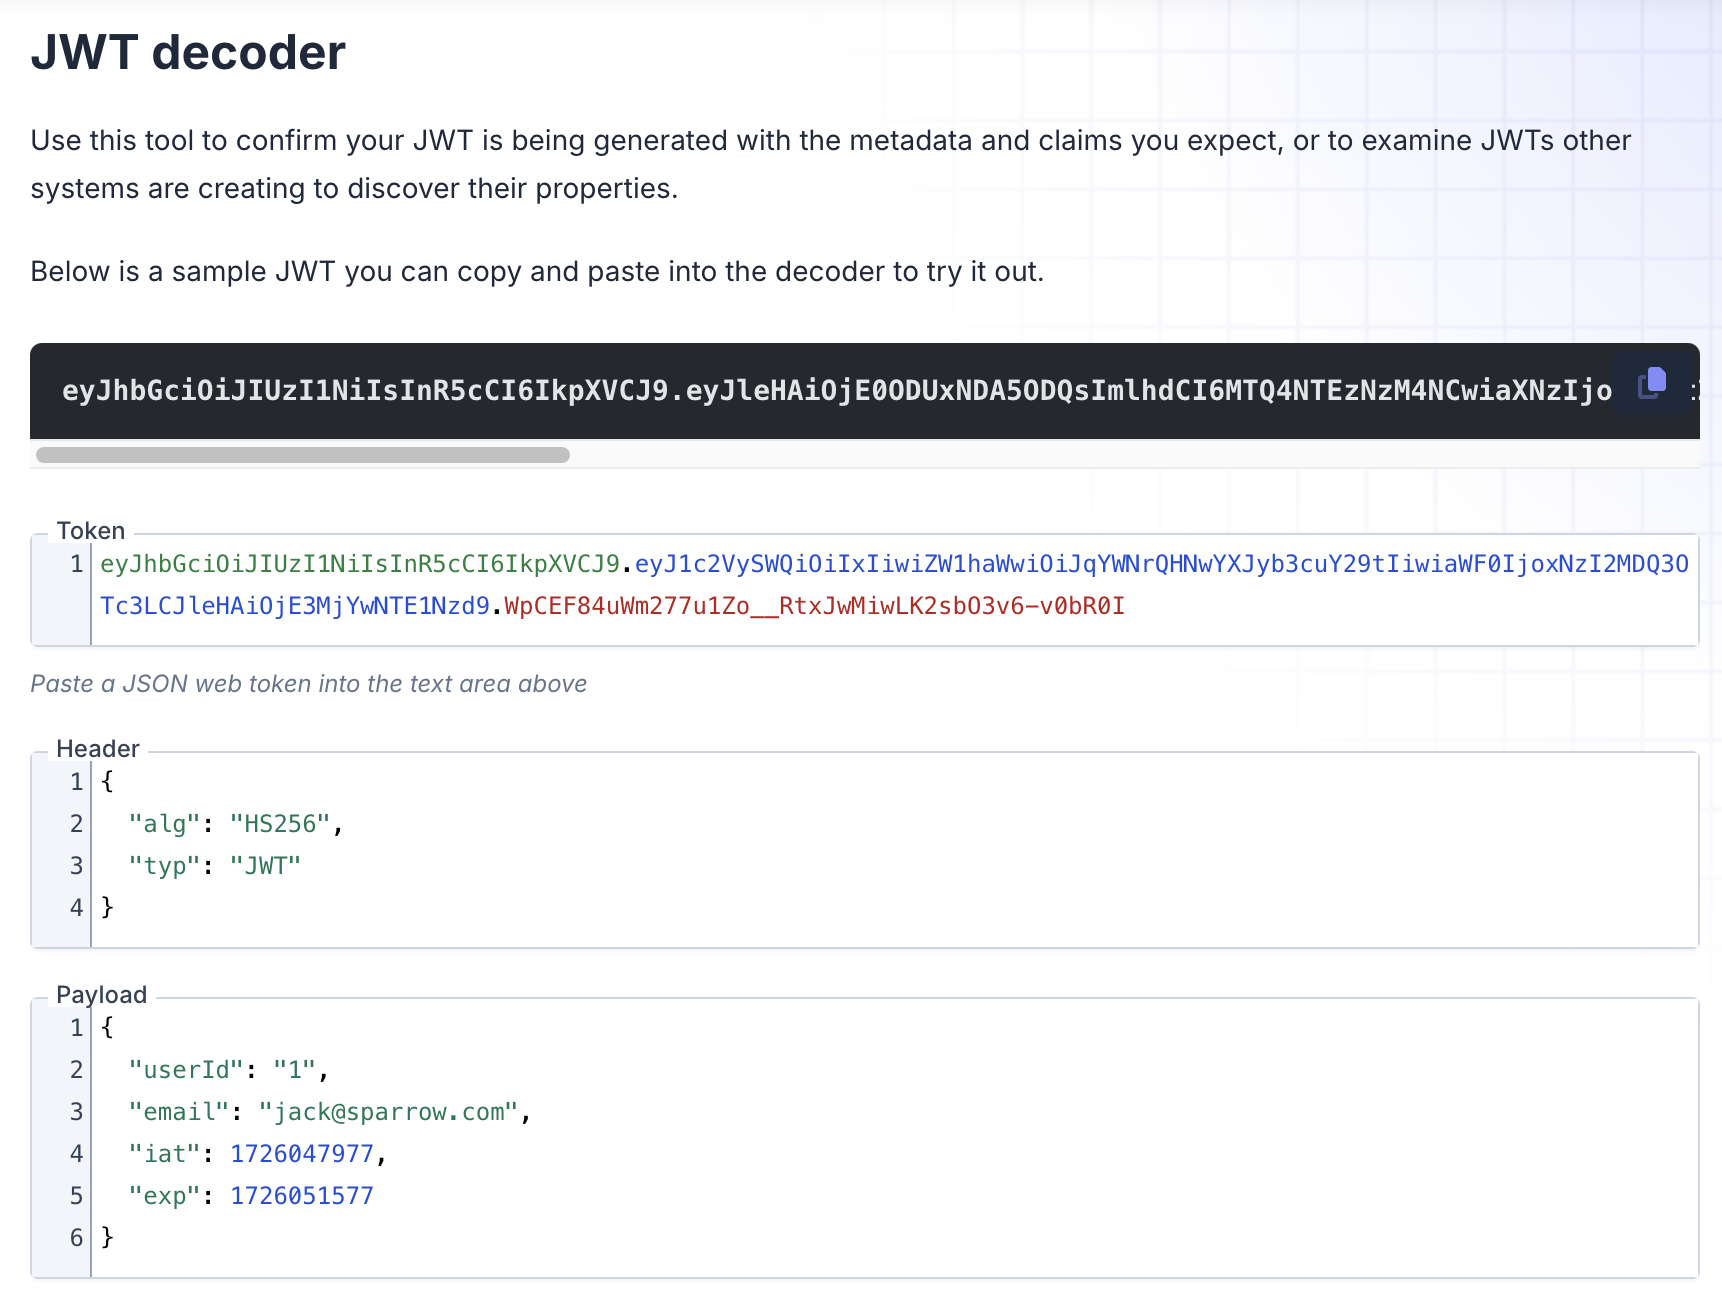 JWT decoder
Use this tool to confirm your JWT is being generated with the metadata and claims you expect, or to examine JWTs other
systems are creating to discover their properties.
Below is a sample JWT you can copy and paste into the decoder to try it out.
eyJhbGciOiJIUzI1NiIsInR5cCI6IkpXVCJ9.eyJleHAiOjE0ODUxNDA5ODQsImlhdCI6MTQ4NTEzNzM4NCwiaXNzIjo
Token
1 eyJhbGciOiJIUzI1NiIsInR5cCI6IkpXVCJ9.eyJ1c2VySWQiOiIxIiwiZW1haWwiOiJqYWNrQHNwYXJyb3cuY29tIiwiaWF0IjoxNzI2MDQ3O
Tc3LCJleHAiOjE3MjYwNTE1Nzd9.WpCEF84uWm277u1Zo__RtxJwMiwLK2sbO3v6-v0bR0I
Paste a JSON web token into the text area above
Header
1 {
2 "alg": "HS256",
3 "typ": "JWT"
4 }
Payload
1 {
2 "userId": "1",
3 "email": "jack@sparrow.com",
4 "iat": 1726047977,
5 "exp": 1726051577
6 }